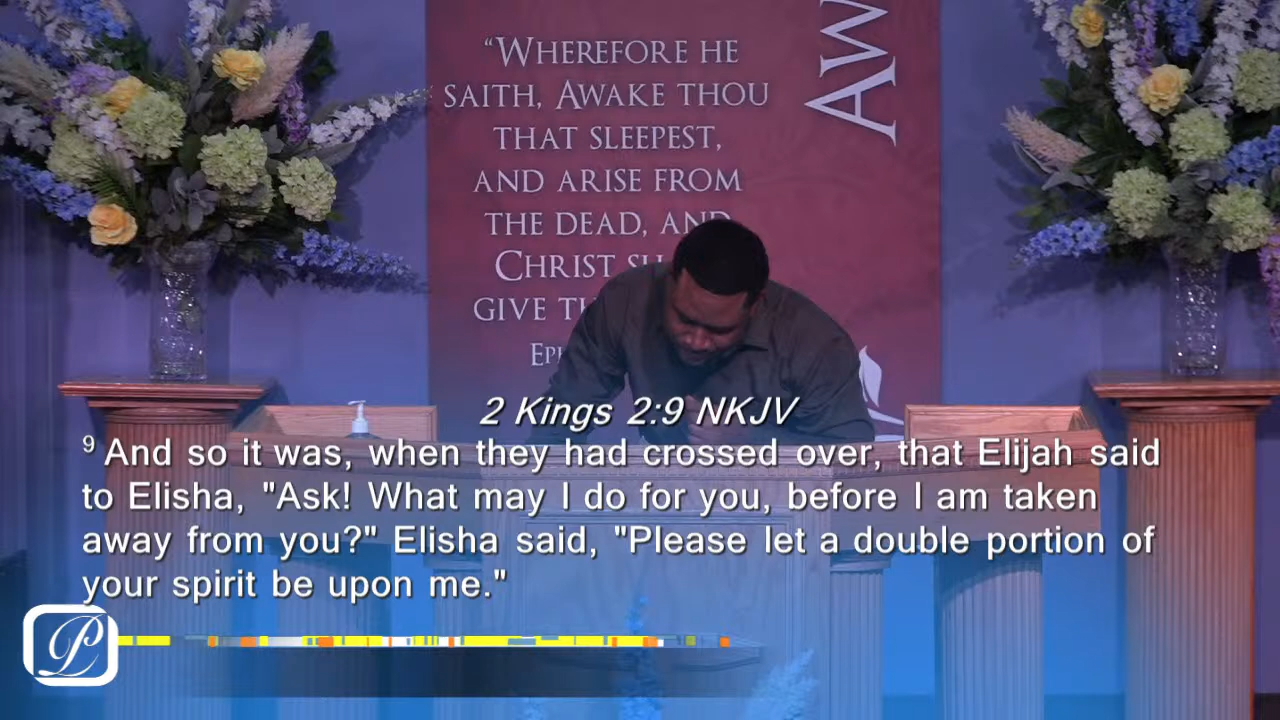 “WHEREFORE HE
SAITH, AWAKE THOU
THAT SLEEPEST,
AND ARISE FROM
THE DEAD, AND
CHRIST
GIVE
AW
2 Kings 2:9 NKJV
9 And so it was, when they had crossed over, that Elijah said
to Elisha, "Ask! What may I do for you, before I am taken
away from you?" Elisha said, "Please let a double portion of
your spirit be upon me."